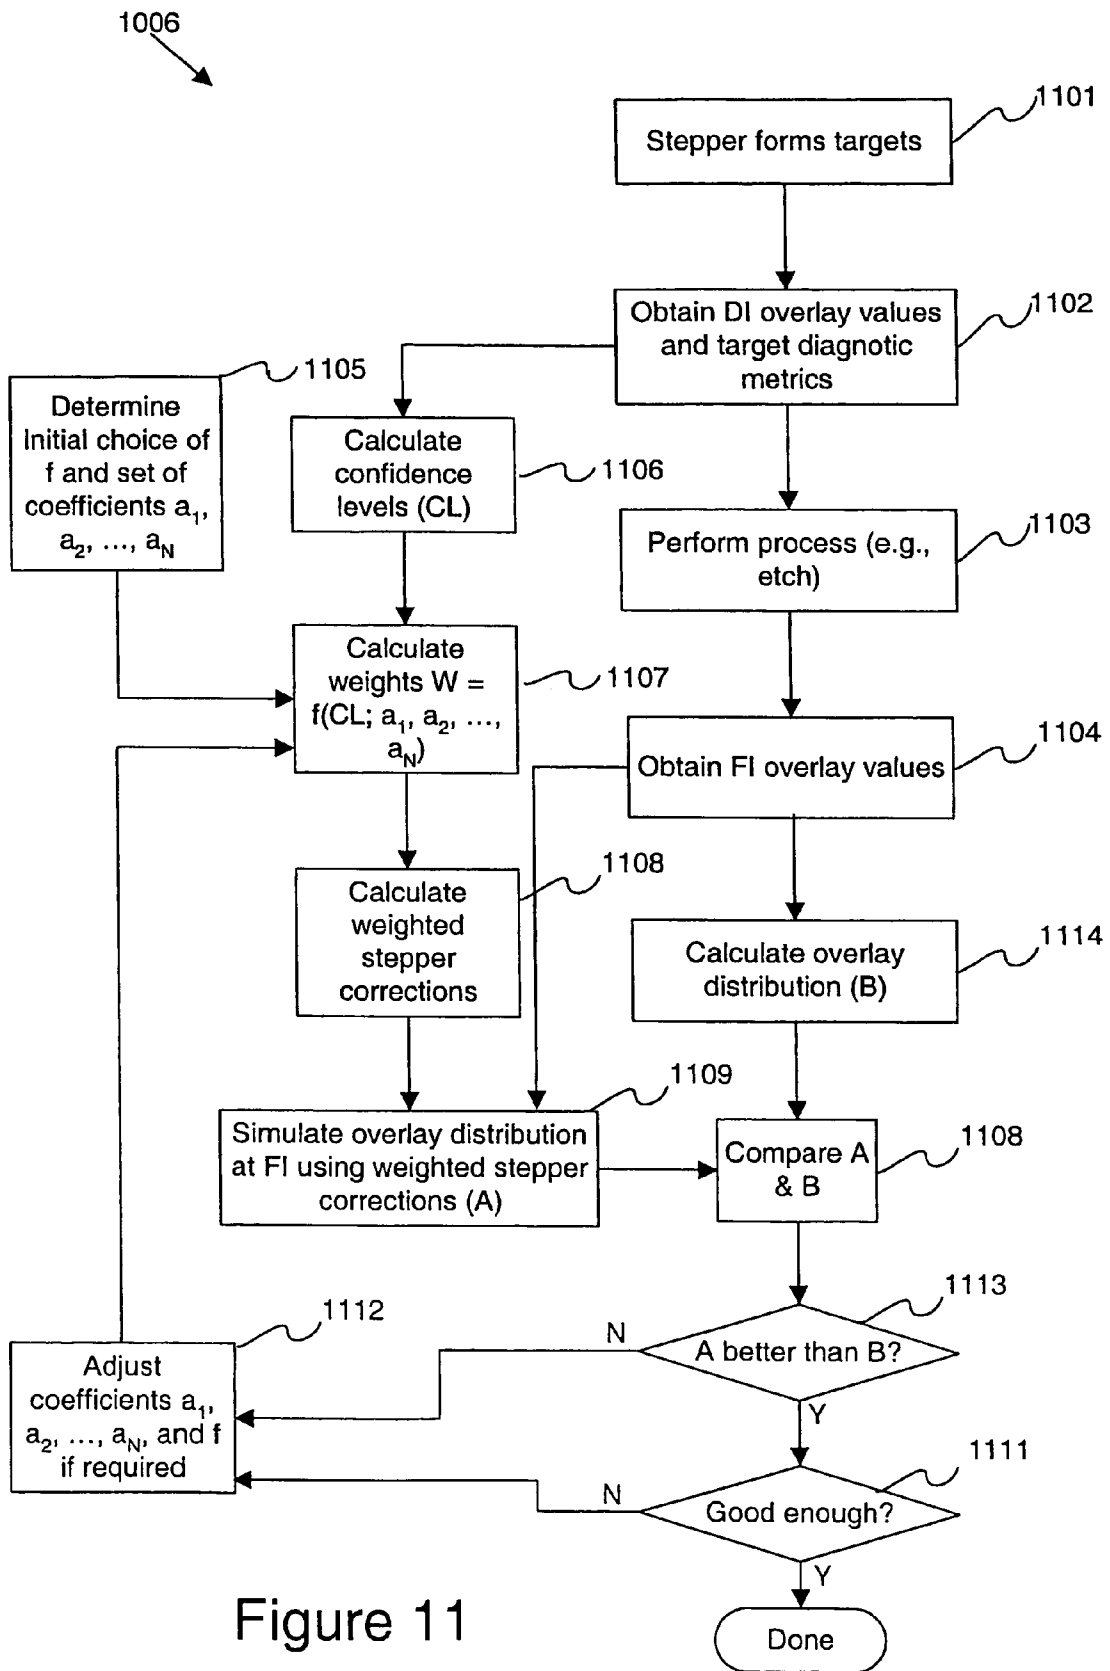 1006
1101
Stepper forms targets
1102
Obtain DI overlay values
and target diagnotic
metrics
1105
Determine
Initial choice of
f and set of
coefficients a1,
a2, ..., aN
Calculate
confidence
levels (CL)
1106
1103
Perform process (e.g.,
etch)
Calculate
weights W =
f(CL; a1, a2, ...,
aN)
1107
1104
Obtain FI overlay values
1108
Calculate
weighted
stepper
corrections
1114
Calculate overlay
distribution (B)
1109
Simulate overlay distribution
at FI using weighted stepper
corrections (A)
Compare A
& B
1108
1113
A better than B?
N
Y
1112
Adjust
coefficients a1,
a2, ..., aN, and f
if required
1111
Good enough?
N
Y
Done
Figure 11